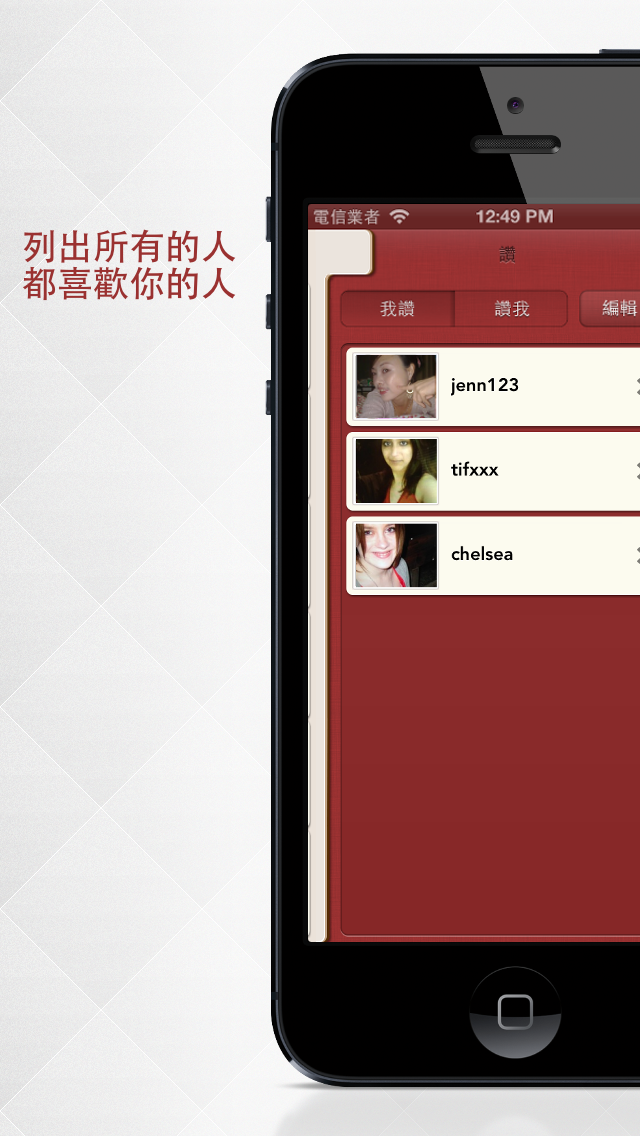 列出所有的人
都喜歡你的人
電信業者 12:49 PM
讚
我讚 讚我 編輯
jenn123
tifxxx
chelsea